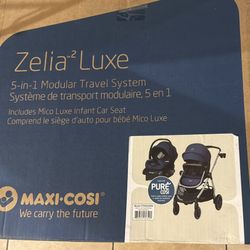 Zelia² Luxe
5-in-1 Modular Travel System
Système de transport modulaire, 5 en 1
Includes Mico Luxe Infant Car Seat
Comprend le siège d'auto pour bébé Mico Luxe
MAXI·COSI
We carry the future
PURE
COSI